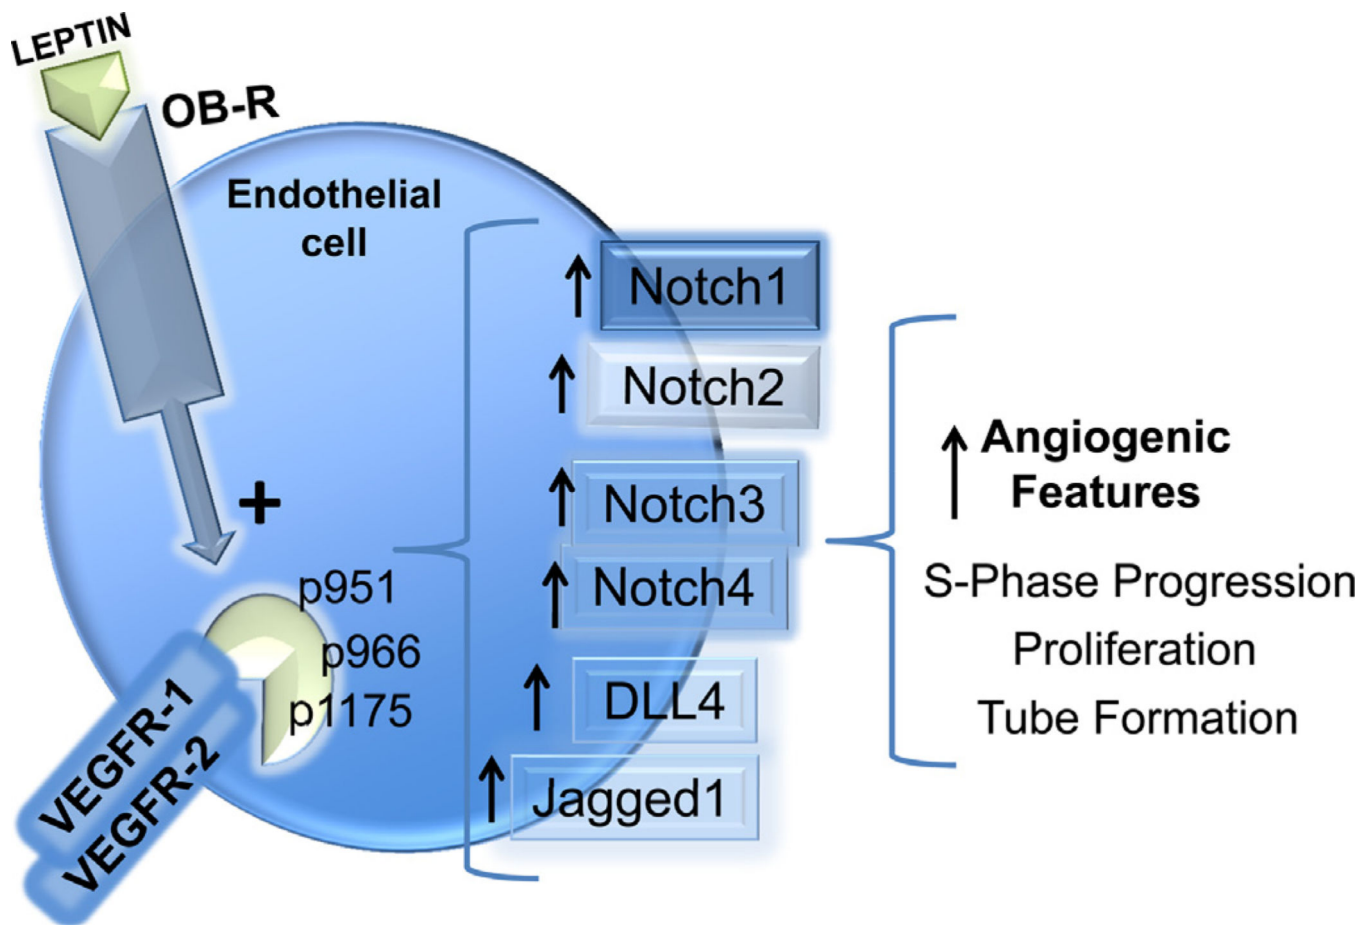 LEPTIN
OB-R
Endothelial
cell
+
p951
p966
p1175
VEGFR-1
VEGFR-2
Notch1
Notch2
Notch3
Notch4
DLL4
Jagged1
Angiogenic
Features
S-Phase Progression
Proliferation
Tube Formation